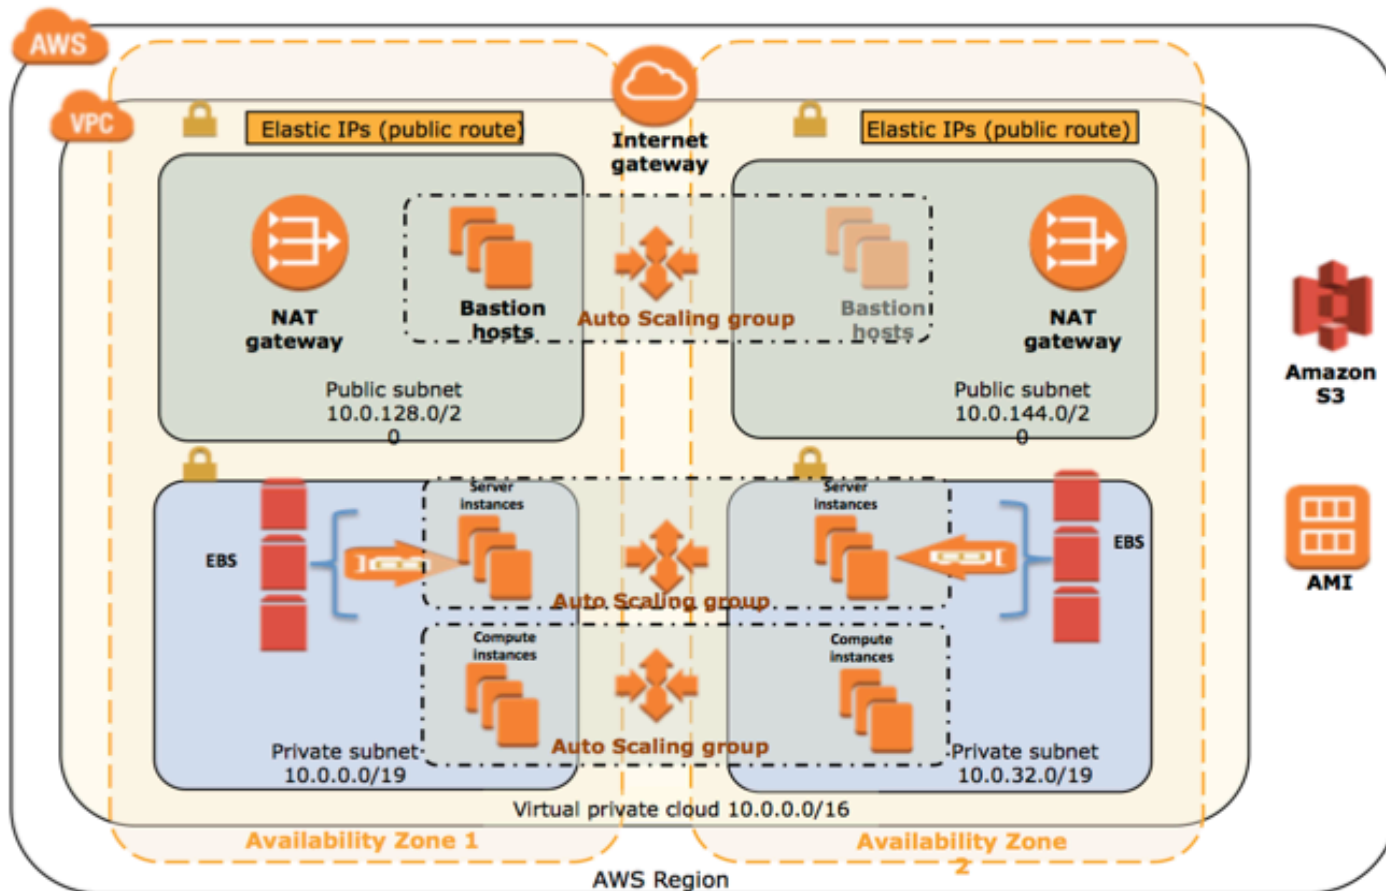 AWS
VPC
Elastic IPs (public route)
Internet
gateway
Elastic IPs (public route)
NAT
gateway
Bastion
hosts
Auto Scaling group
Bastion
hosts
NAT
gateway
Public subnet
10.0.128.0/2
0
Public subnet
10.0.144.0/2
0
Amazon
S3
EBS
Server
instances
Auto Scaling group
Server
instances
EBS
AMI
Compute
instances
Auto Scaling group
Compute
instances
Private subnet
10.0.0.0/19
Private subnet
10.0.32.0/19
Virtual private cloud 10.0.0.0/16
Availability Zone 1
Availability Zone
2
AWS Region